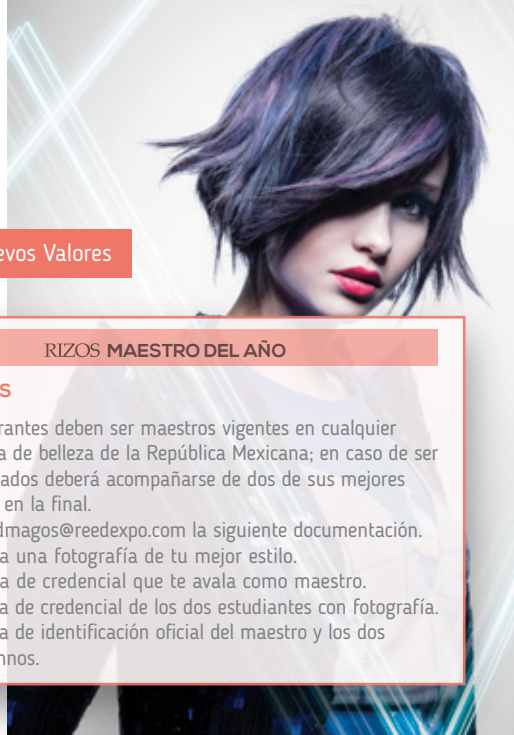 evos Valores
RIZOS MAESTRO DEL AÑO
S
rantes deben ser maestros vigentes en cualquier
a de belleza de la República Mexicana; en caso de ser
ados deberá acompañarse de dos de sus mejores
en la final.
dmagos@reedexpo.com la siguiente documentación.
a una fotografía de tu mejor estilo.
a de credencial que te avala como maestro.
a de credencial de los dos estudiantes con fotografía.
a de identificación oficial del maestro y los dos
nnos.